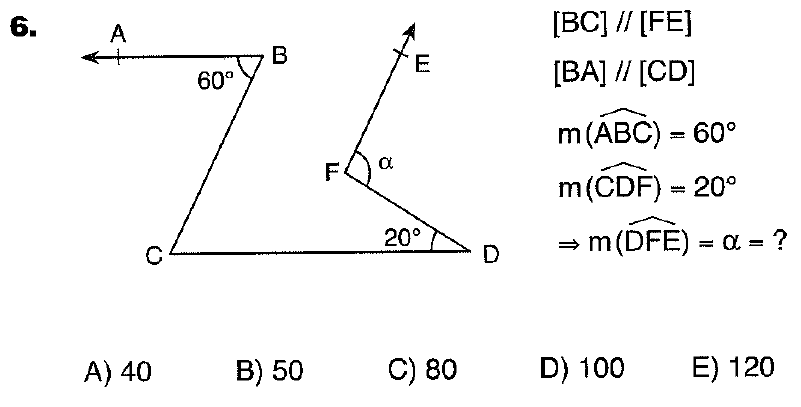 6.
A
B
60°
E
F
α
20°
C
D
[BC] // [FE]
[BA] // [CD]
m(ABC) = 60°
m(CDF) = 20°
⇒ m(DFE) = α = ?
A) 40 B) 50 C) 80 D) 100 E) 120